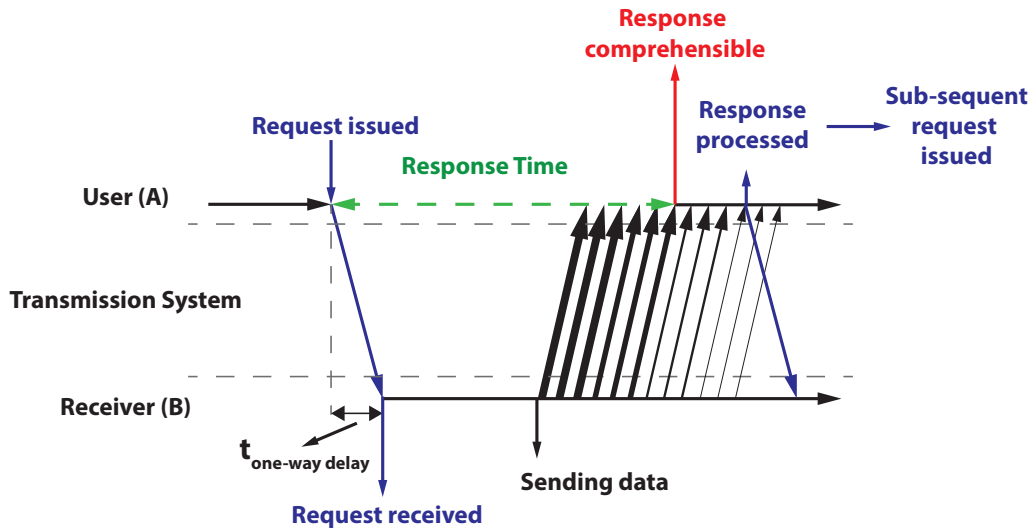 Response
comprehensible
Sub-sequent
request
issued
Response
processed
Request issued
Response Time
User (A)
Transmission System
Receiver (B)
t one-way delay
Sending data
Request received